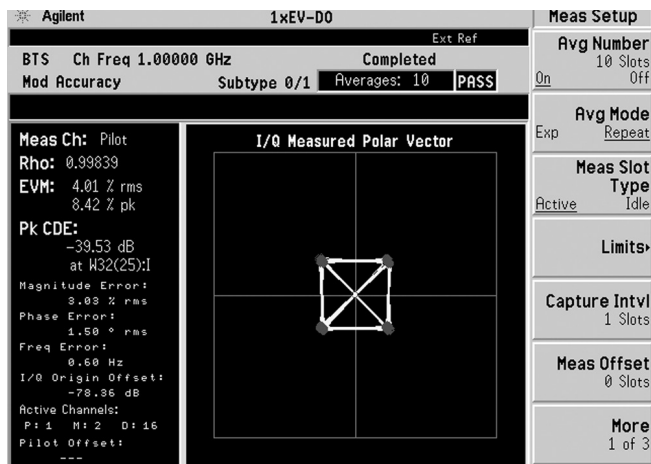 Agilent 1xEV-DO Meas Setup
Ext Ref
BTS Ch Freq 1.00000 GHz Completed
Mod Accuracy Subtype 0/1 Averages: 10 PASS
Meas Ch: Pilot
Rho: 0.99839
EVM: 4.01 % rms
8.42 % pk
Pk CDE:
-39.53 dB
at W32(25):I
Magnitude Error:
3.03 % rms
Phase Error:
1.50 ° rms
Freq Error:
0.60 Hz
I/Q Origin Offset:
-78.36 dB
Active Channels:
P: 1 M: 2 D: 16
Pilot Offset:
---
I/Q Measured Polar Vector
Avg Number
10 Slots
On Off
Avg Mode
Exp Repeat
Meas Slot
Type
Active Idle
Limits▸
Capture Intvl
1 Slots
Meas Offset
0 Slots
More
1 of 3